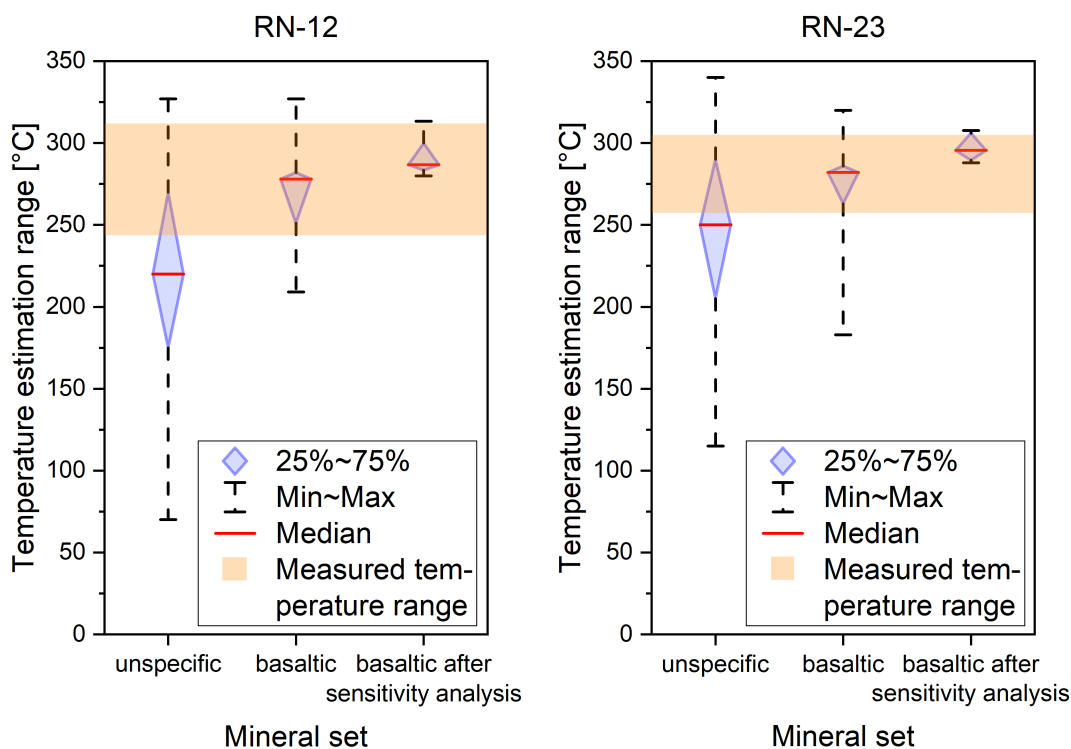 RN-12
Temperature estimation range [°C]
350
300
250
200
150
100
50
0
25%~75%
Min~Max
Median
Measured tem-
perature range
unspecific
basaltic
basaltic after
sensitivity analysis
Mineral set
RN-23
Temperature estimation range [°C]
350
300
250
200
150
100
50
0
25%~75%
Min~Max
Median
Measured tem-
perature range
unspecific
basaltic
basaltic after
sensitivity analysis
Mineral set